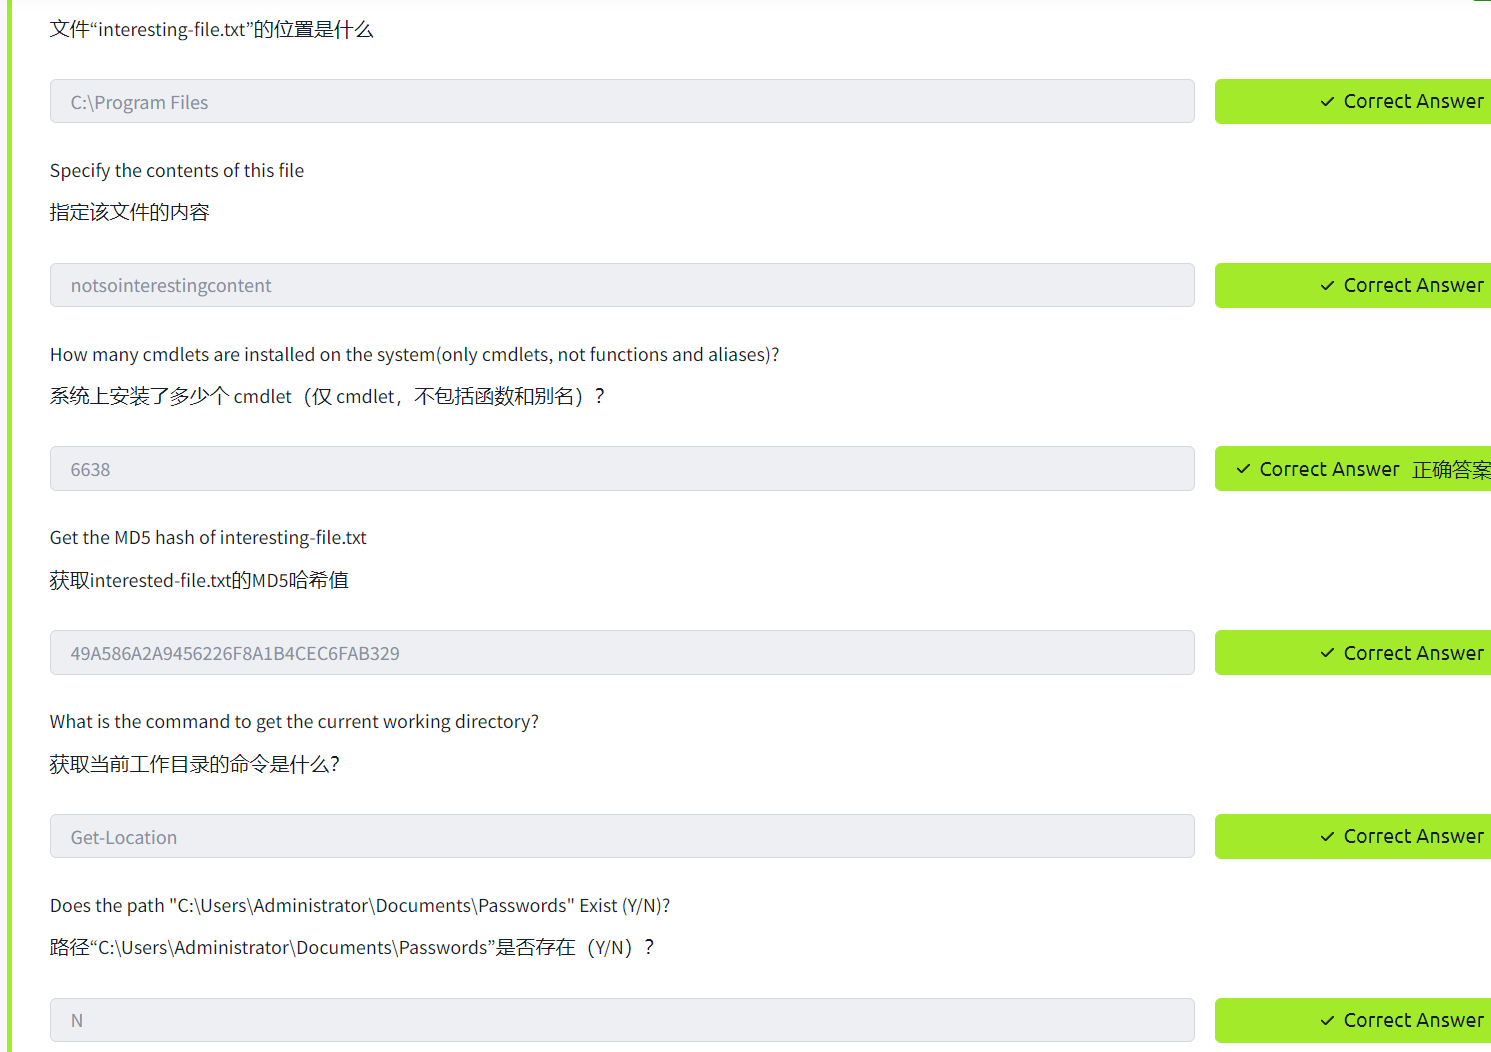 文件“interesting-file.txt”的位置是什么
C:\Program Files
✓ Correct Answer
Specify the contents of this file
指定该文件的内容
notsointerestingcontent
✓ Correct Answer
How many cmdlets are installed on the system(only cmdlets, not functions and aliases)?
系统上安装了多少个 cmdlet（仅 cmdlet，不包括函数和别名）？
6638
✓ Correct Answer 正确答案
Get the MD5 hash of interesting-file.txt
获取interested-file.txt的MD5哈希值
49A586A2A9456226F8A1B4CEC6FAB329
✓ Correct Answer
What is the command to get the current working directory?
获取当前工作目录的命令是什么？
Get-Location
✓ Correct Answer
Does the path "C:\Users\Administrator\Documents\Passwords" Exist (Y/N)?
路径“C:\Users\Administrator\Documents\Passwords”是否存在（Y/N）？
N
✓ Correct Answer